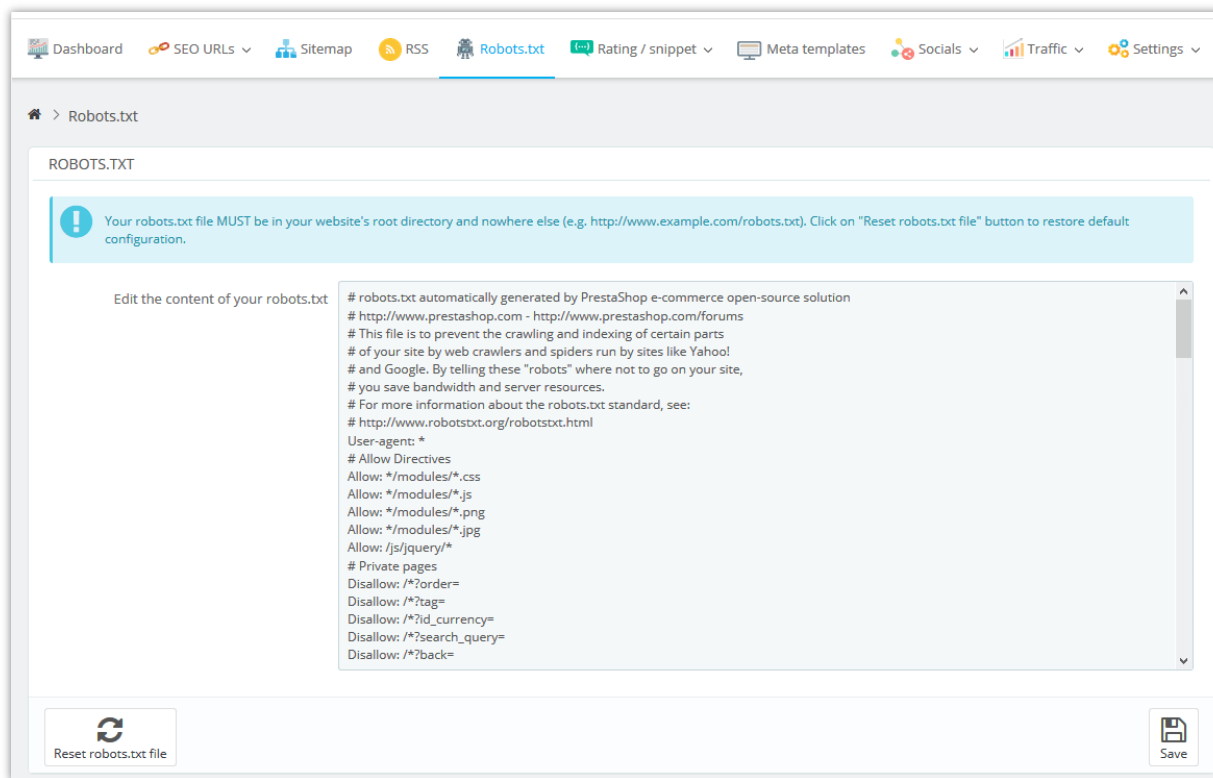 Dashboard SEO URLs Sitemap RSS Robots.txt Rating / snippet Meta templates Socials Traffic Settings
> Robots.txt
ROBOTS.TXT
Your robots.txt file MUST be in your website's root directory and nowhere else (e.g. http://www.example.com/robots.txt). Click on "Reset robots.txt file" button to restore default
configuration.
Edit the content of your robots.txt
# robots.txt automatically generated by PrestaShop e-commerce open-source solution
# http://www.prestashop.com - http://www.prestashop.com/forums
# This file is to prevent the crawling and indexing of certain parts
# of your site by web crawlers and spiders run by sites like Yahoo!
# and Google. By telling these "robots" where not to go on your site,
# you save bandwidth and server resources.
# For more information about the robots.txt standard, see:
# http://www.robotstxt.org/robotstxt.html
User-agent: *
# Allow Directives
Allow: */modules/*.css
Allow: */modules/*.js
Allow: */modules/*.png
Allow: */modules/*.jpg
Allow: /js/jquery/*
# Private pages
Disallow: /*?order=
Disallow: /*?tag=
Disallow: /*?id_currency=
Disallow: /*?search_query=
Disallow: /*?back=
Reset robots.txt file
Save